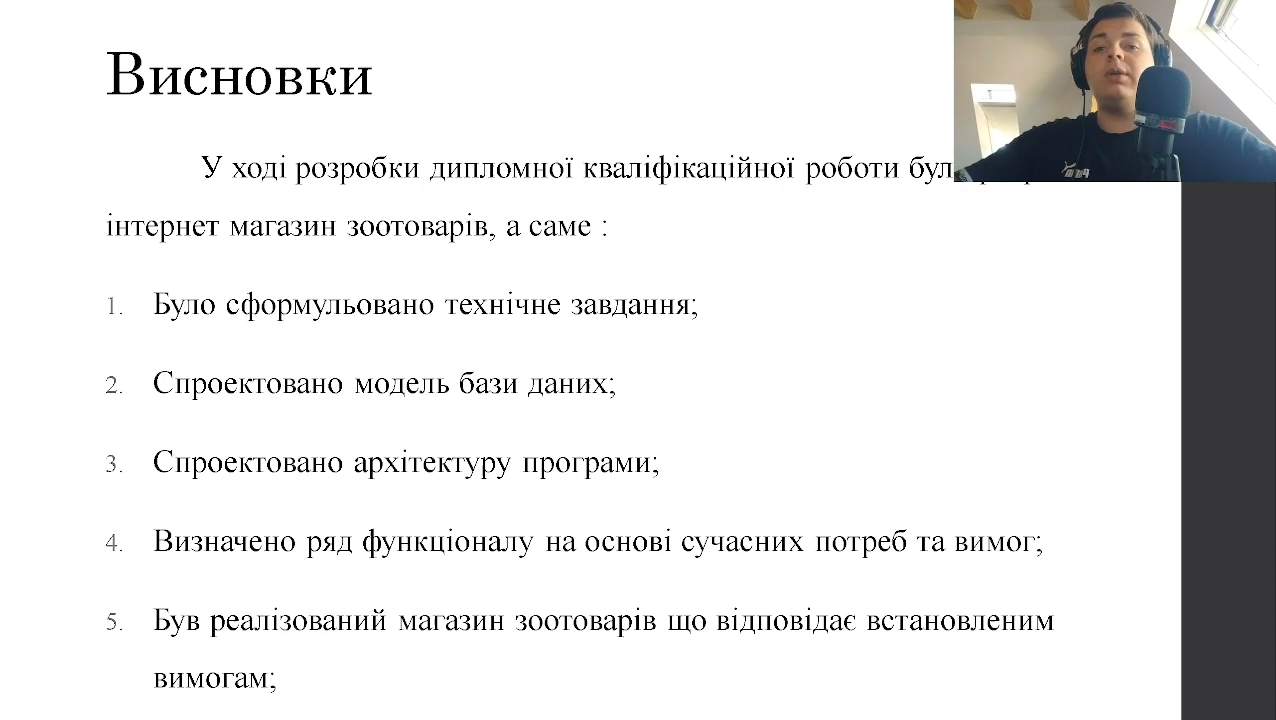 Висновки
У ході розробки дипломної кваліфікаційної роботи
інтернет магазин зоотоварів, а саме :
1. Було сформульовано технічне завдання;
2. Спроектовано модель бази даних;
3. Спроектовано архітектуру програми;
4. Визначено ряд функціоналу на основі сучасних потреб та вимог;
5. Був реалізований магазин зоотоварів що відповідає встановленим
вимогам;